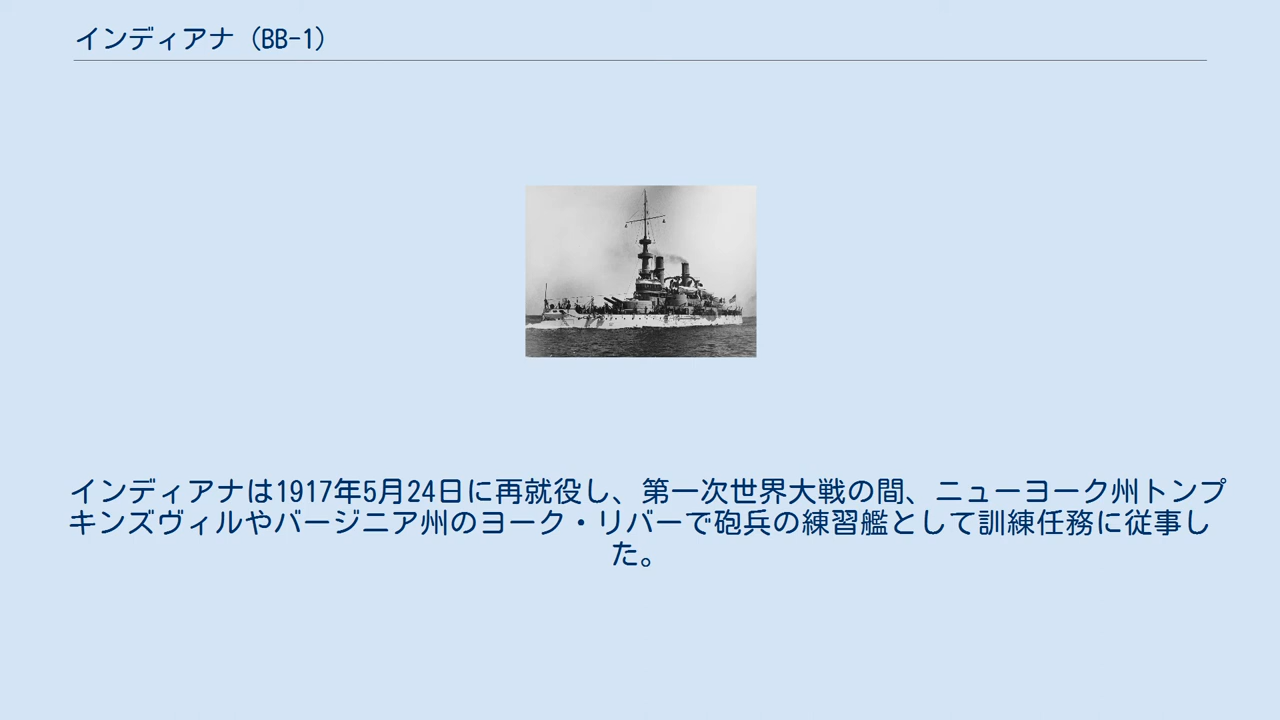 インディアナ（BB-1）
インディアナは1917年5月24日に再就役し、第一次世界大戦の間、ニューヨーク州トンプ
キンズヴィルやバージニア州のヨーク・リバーで砲兵の練習艦として訓練任務に従事し
た。